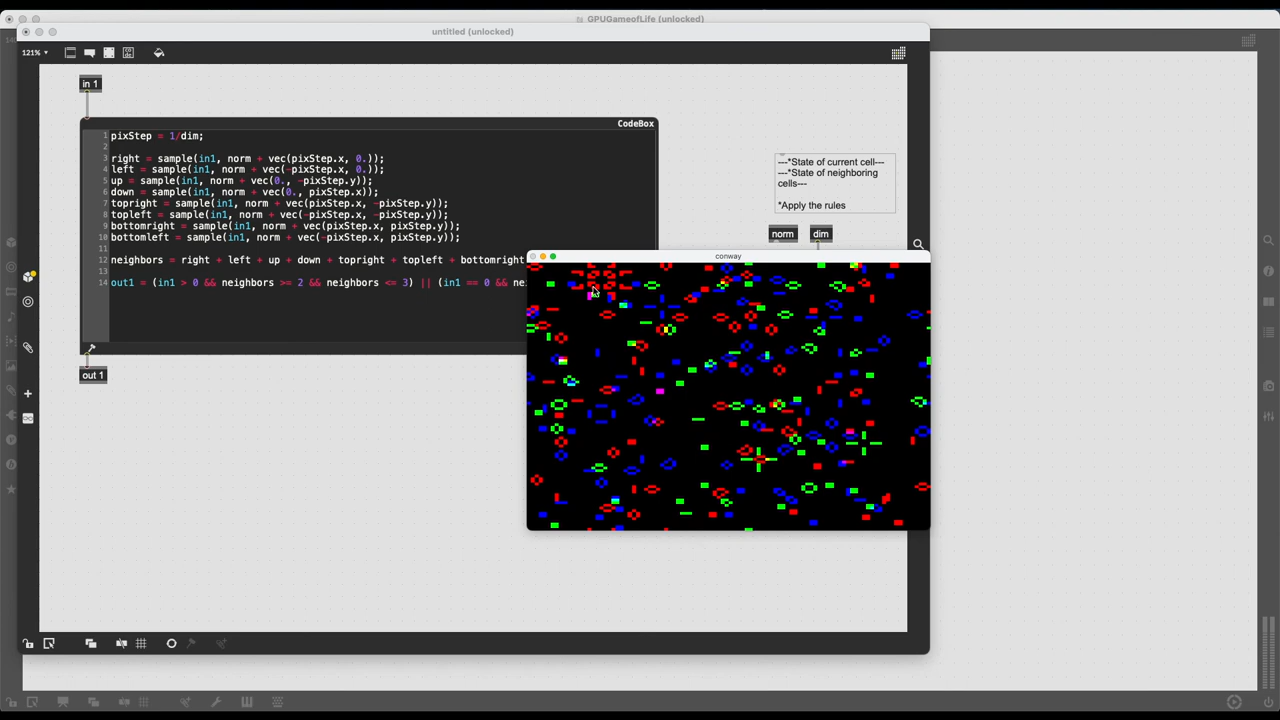 GPUGameofLife (unlocked)
untitled (unlocked)
121%
in 1
CodeBox
1 pixStep = 1/dim;
2
3 right = sample(in1, norm + vec(pixStep.x, 0.));
4 left = sample(in1, norm + vec(-pixStep.x, 0.));
5 up = sample(in1, norm + vec(0., -pixStep.y));
6 down = sample(in1, norm + vec(0., pixStep.x));
7 topright = sample(in1, norm + vec(pixStep.x, -pixStep.y));
8 topleft = sample(in1, norm + vec(-pixStep.x, -pixStep.y));
9 bottomright = sample(in1, norm + vec(pixStep.x, pixStep.y));
10 bottomleft = sample(in1, norm + vec(-pixStep.x, pixStep.y));
11
12 neighbors = right + left + up + down + topright + topleft + bottomright
13
14 out1 = (in1 > 0 && neighbors >= 2 && neighbors <= 3) || (in1 == 0 && ne
---*State of current cell---
---*State of neighboring
cells---
*Apply the rules
norm
dim
conway
out 1